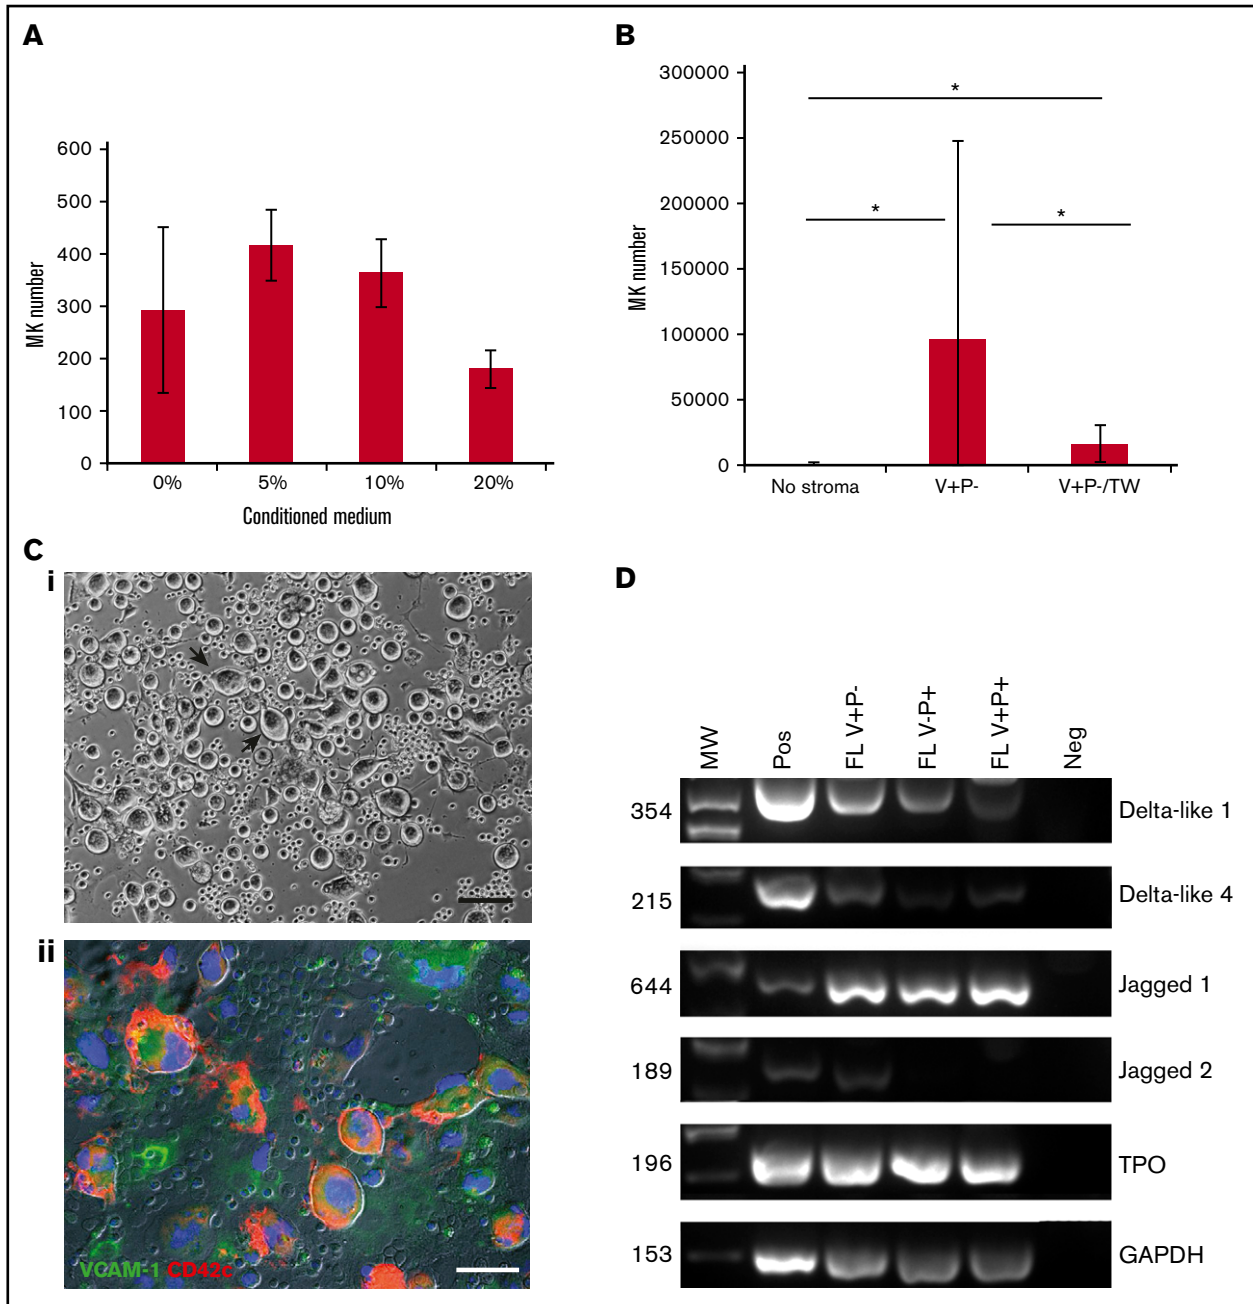 A
600
500
400
300
200
100
0
MK number
0% 5% 10% 20%
Conditioned medium
B
300000
250000
200000
150000
100000
50000
0
MK number
*
*
*
No stroma V+P- V+P-/TW
C
i
ii
VCAM-1 CD42c
D
MW Pos FL V+P- FL V-P+ FL V+P+ Neg
354 Delta-like 1
215 Delta-like 4
644 Jagged 1
189 Jagged 2
196 TPO
153 GAPDH